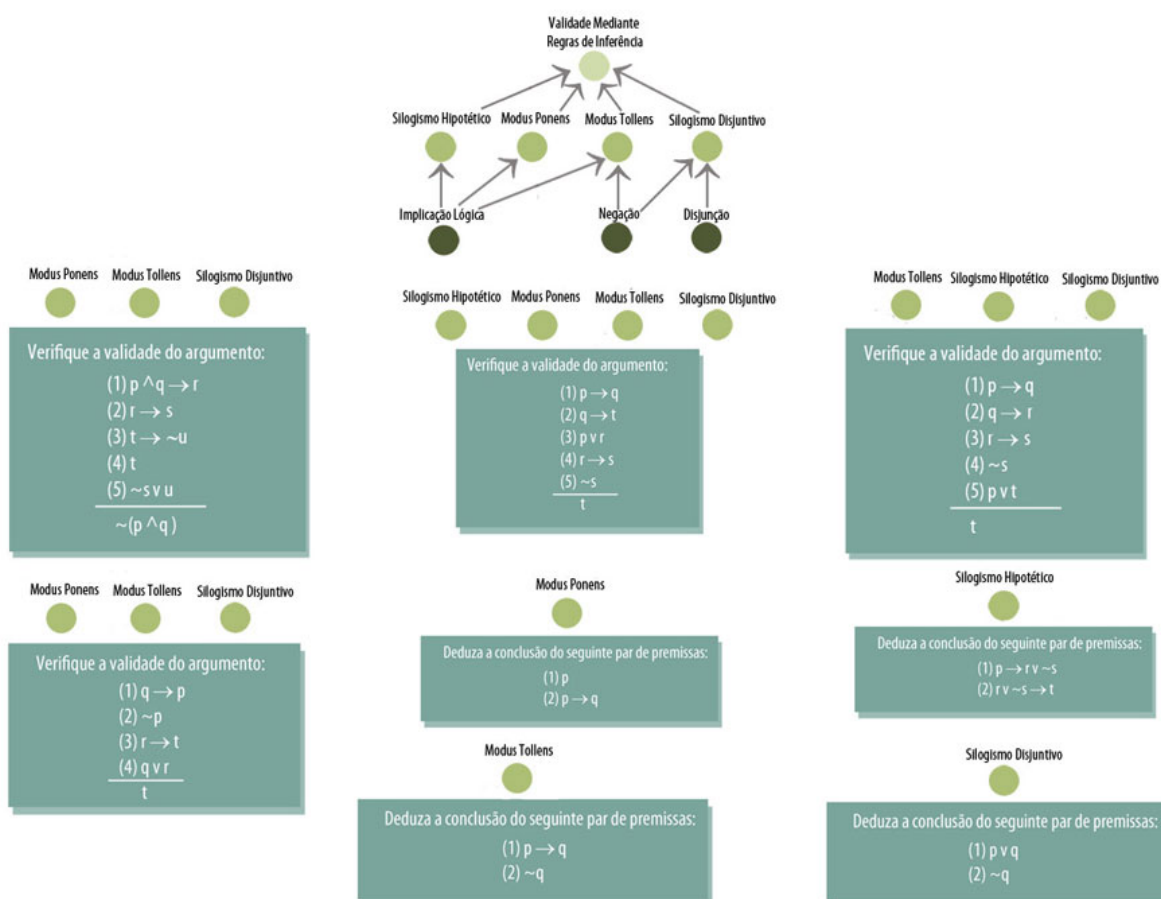 Validade Mediante
Regras de Inferência
Silogismo Hipotético
Modus Ponens
Modus Tollens
Silogismo Disjuntivo
Implicação Lógica
Negação
Disjunção
Modus Ponens
Modus Tollens
Silogismo Disjuntivo
Verifique a validade do argumento:
(1) p ^ q → r
(2) r → s
(3) t → ~u
(4) t
(5) ~s v u
~(p ^ q )
Silogismo Hipotético
Modus Ponens
Modus Tollens
Silogismo Disjuntivo
Verifique a validade do argumento:
(1) p → q
(2) q → t
(3) p v r
(4) r → s
(5) ~s
t
Modus Tollens
Silogismo Hipotético
Silogismo Disjuntivo
Verifique a validade do argumento:
(1) p → q
(2) q → r
(3) r → s
(4) ~s
(5) p v t
t
Modus Ponens
Modus Tollens
Silogismo Disjuntivo
Verifique a validade do argumento:
(1) q → p
(2) ~p
(3) r → t
(4) q v r
t
Modus Ponens
Deduza a conclusão do seguinte par de premissas:
(1) p
(2) p → q
Silogismo Hipotético
Deduza a conclusão do seguinte par de premissas:
(1) p → r v ~s
(2) r v ~s → t
Modus Tollens
Deduza a conclusão do seguinte par de premissas:
(1) p → q
(2) ~q
Silogismo Disjuntivo
Deduza a conclusão do seguinte par de premissas:
(1) p v q
(2) ~q